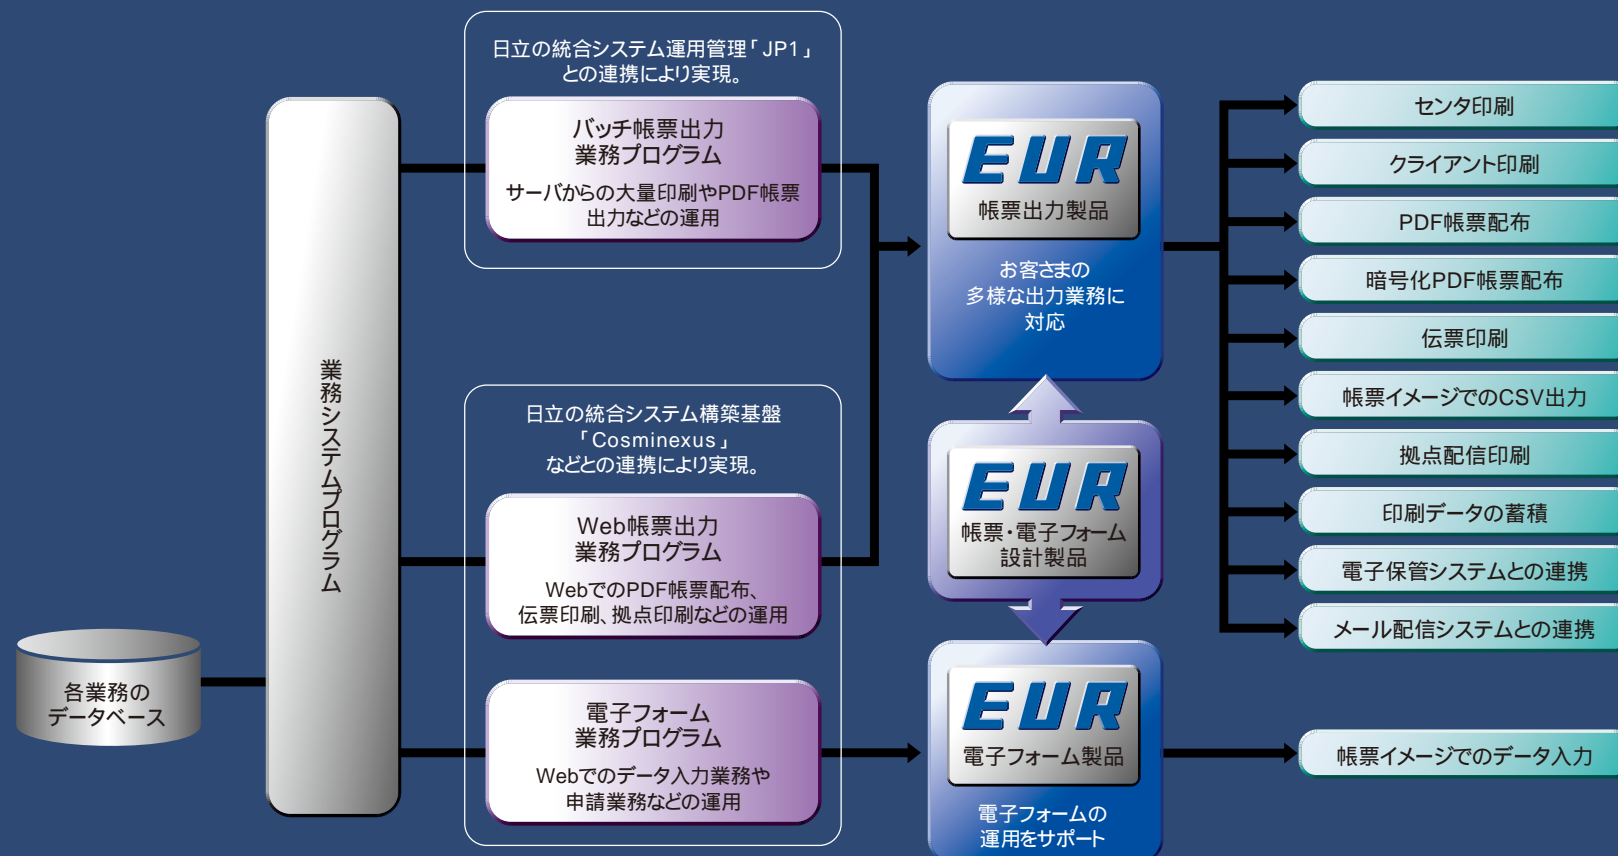 日立の統合システム運用管理「JP1」
との連携により実現。
バッチ帳票出力
業務プログラム
サーバからの大量印刷やPDF帳票
出力などの運用
業務システムプログラム
各業務の
データベース
日立の統合システム構築基盤
「Cosminexus」
などとの連携により実現。
Web帳票出力
業務プログラム
WebでのPDF帳票配布、
伝票印刷、拠点印刷などの運用
電子フォーム
業務プログラム
Webでのデータ入力業務や
申請業務などの運用
EUR
帳票出力製品
お客さまの
多様な出力業務に
対応
EUR
帳票・電子フォーム
設計製品
EUR
電子フォーム製品
電子フォームの
運用をサポート
センタ印刷
クライアント印刷
PDF帳票配布
暗号化PDF帳票配布
伝票印刷
帳票イメージでのCSV出力
拠点配信印刷
印刷データの蓄積
電子保管システムとの連携
メール配信システムとの連携
帳票イメージでのデータ入力